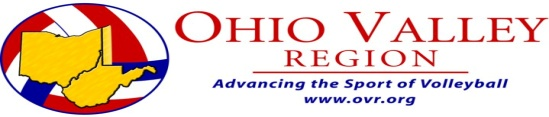 OHIO VALLEY
REGION
Advancing the Sport of Volleyball
www.ovr.org